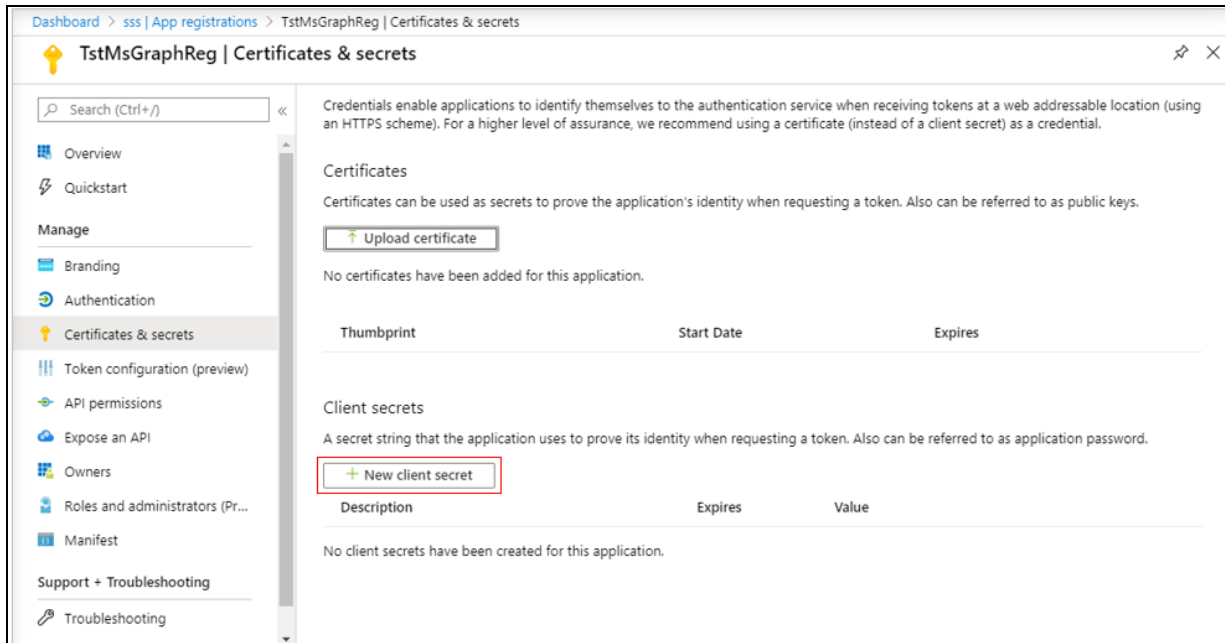 Dashboard > sss | App registrations > TstMsGraphReg | Certificates & secrets
TstMsGraphReg | Certificates & secrets
Search (Ctrl+/)
Overview
Quickstart
Manage
Branding
Authentication
Certificates & secrets
Token configuration (preview)
API permissions
Expose an API
Owners
Roles and administrators (Pr...
Manifest
Support + Troubleshooting
Troubleshooting
Credentials enable applications to identify themselves to the authentication service when receiving tokens at a web addressable location (using
an HTTPS scheme). For a higher level of assurance, we recommend using a certificate (instead of a client secret) as a credential.
Certificates
Certificates can be used as secrets to prove the application's identity when requesting a token. Also can be referred to as public keys.
Upload certificate
No certificates have been added for this application.
Thumbprint Start Date Expires
Client secrets
A secret string that the application uses to prove its identity when requesting a token. Also can be referred to as application password.
New client secret
Description Expires Value
No client secrets have been created for this application.